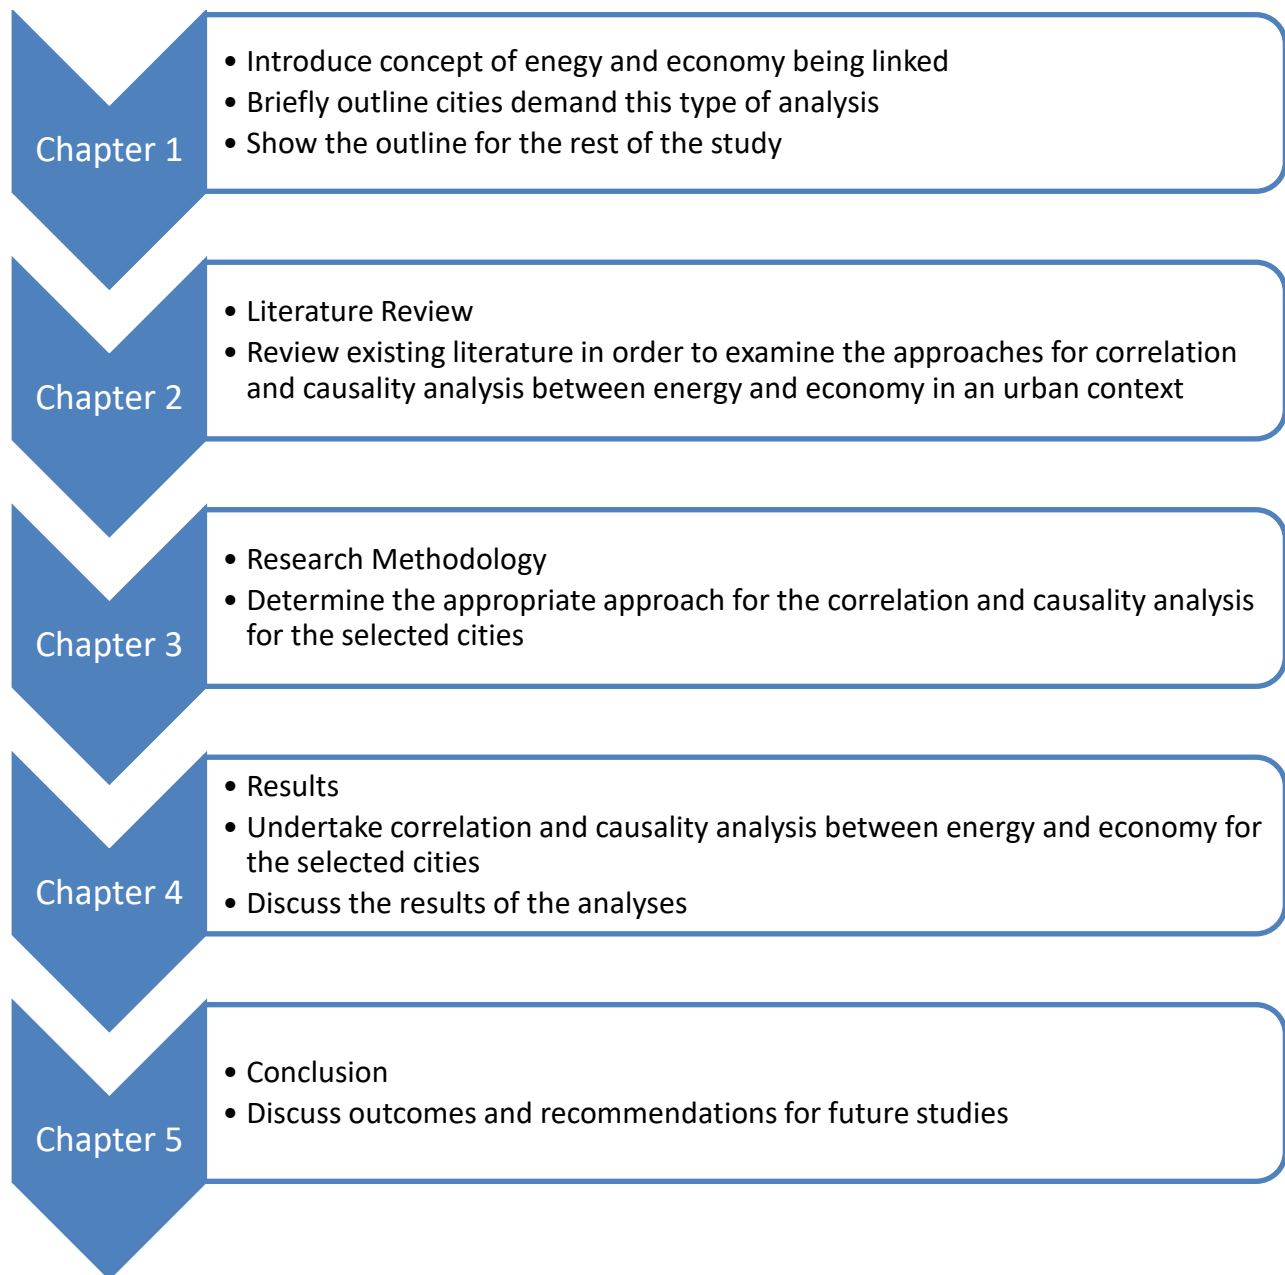 Chapter 1
• Introduce concept of enegy and economy being linked
• Briefly outline cities demand this type of analysis
• Show the outline for the rest of the study
Chapter 2
• Literature Review
• Review existing literature in order to examine the approaches for correlation
and causality analysis between energy and economy in an urban context
Chapter 3
• Research Methodology
• Determine the appropriate approach for the correlation and causality analysis
for the selected cities
Chapter 4
• Results
• Undertake correlation and causality analysis between energy and economy for
the selected cities
• Discuss the results of the analyses
Chapter 5
• Conclusion
• Discuss outcomes and recommendations for future studies